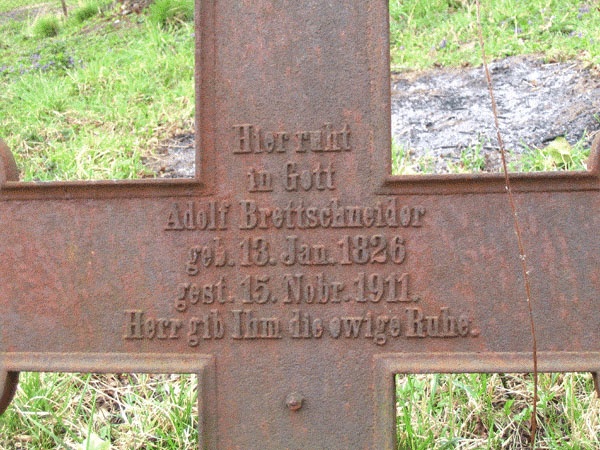 Hier ruht
in Gott
Adolf Brettschneider
geb. 13. Jan. 1826
gest. 15. Nobr. 1911.
Herr gib Ihm die ewige Ruhe.